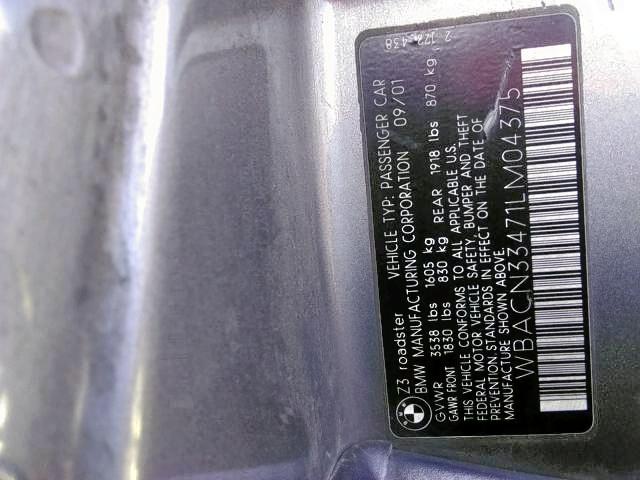 Z3 roadster VEHICLE TYP: PASSENGER CAR
BMW MANUFACTURING CORPORATION 09/01
GVWR 3538 lbs 1605 kg
GAWR FRONT 1830 lbs 830 kg REAR 1918 lbs 870 kg
THIS VEHICLE CONFORMS TO ALL APPLICABLE U.S.
FEDERAL MOTOR VEHICLE SAFETY, BUMPER AND THEFT
PREVENTION STANDARDS IN EFFECT ON THE DATE OF
MANUFACTURE SHOWN ABOVE
WBACN33471LM04375